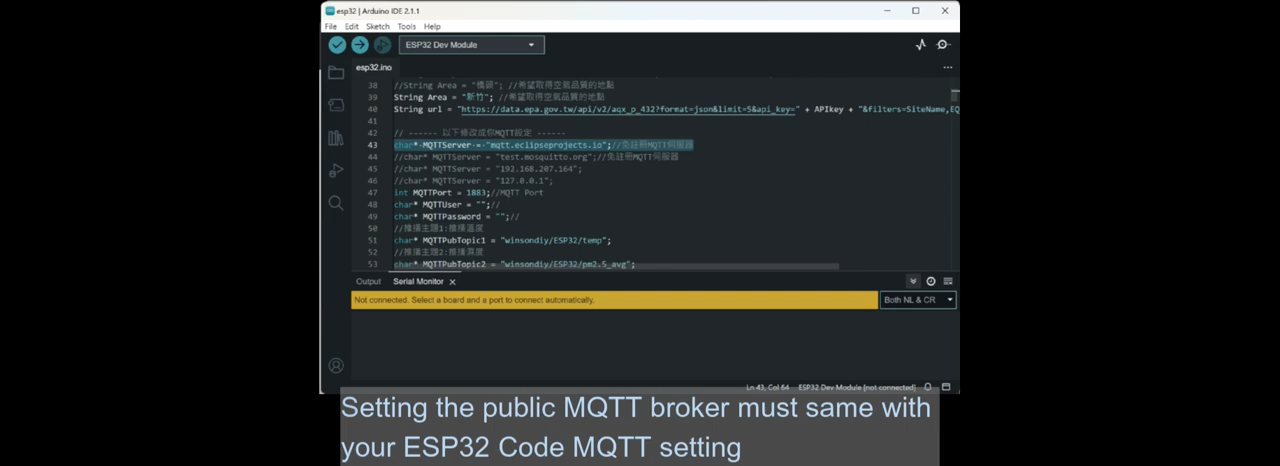 esp32 | Arduino IDE 2.1.1
File Edit Sketch Tools Help
ESP32 Dev Module
esp32.ino
38 //String Area = "橋頭"; //希望取得空氣品質的地點
39 String Area = "新竹"; //希望取得空氣品質的地點
40 String url = "https://data.epa.gov.tw/api/v2/aqx_p_432?format=json&limit=5&api_key=" + APIkey + "&filters=SiteName,EQ
41
42 // ------ 以下修改成你MQTT設定 ------
43 char* MQTTServer = "mqtt.eclipseprojects.io";//免註冊MQTT伺服器
44 //char* MQTTServer = "test.mosquitto.org";//免註冊MQTT伺服器
45 //char* MQTTServer = "192.168.207.164";
46 //char* MQTTServer = "127.0.0.1";
47 int MQTTPort = 1883;//MQTT Port
48 char* MQTTUser = "";//
49 char* MQTTPassword = "";//
50 //推播主題1:推播溫度
51 char* MQTTPubTopic1 = "winsondiy/ESP32/temp";
52 //推播主題2:推播濕度
53 char* MQTTPubTopic2 = "winsondiy/ESP32/pm2.5_avg";
Output Serial Monitor
Not connected. Select a board and a port to connect automatically.
Both NL & CR
Ln 43, Col 64 ESP32 Dev Module [not connected]
Setting the public MQTT broker must same with
your ESP32 Code MQTT setting